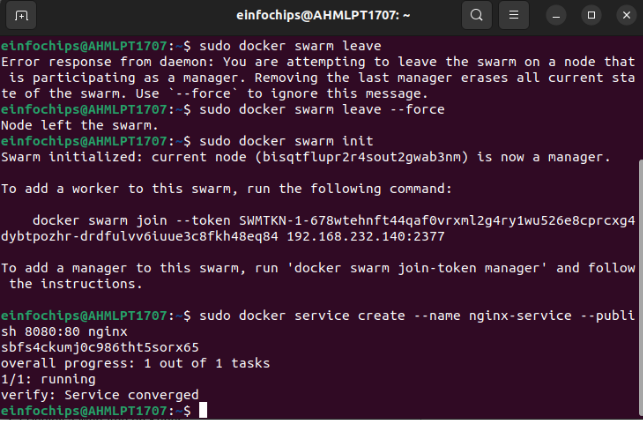 einfochips@AHMLPT1707: ~
einfochips@AHMLPT1707:~$ sudo docker swarm leave
Error response from daemon: You are attempting to leave the swarm on a node that
 is participating as a manager. Removing the last manager erases all current sta
te of the swarm. Use `--force` to ignore this message.
einfochips@AHMLPT1707:~$ sudo docker swarm leave --force
Node left the swarm.
einfochips@AHMLPT1707:~$ sudo docker swarm init
Swarm initialized: current node (bisqtflupr2r4sout2gwab3nm) is now a manager.
To add a worker to this swarm, run the following command:
    docker swarm join --token SWMTKN-1-678wtehnft44qaf0vrxml2g4ry1wu526e8cprcxg4
dybtpozhr-drdfulvv6iuue3c8fkh48eq84 192.168.232.140:2377
To add a manager to this swarm, run 'docker swarm join-token manager' and follow
 the instructions.
einfochips@AHMLPT1707:~$ sudo docker service create --name nginx-service --publi
sh 8080:80 nginx
sbfs4ckumj0c986tht5sorx65
overall progress: 1 out of 1 tasks
1/1: running
verify: Service converged
einfochips@AHMLPT1707:~$